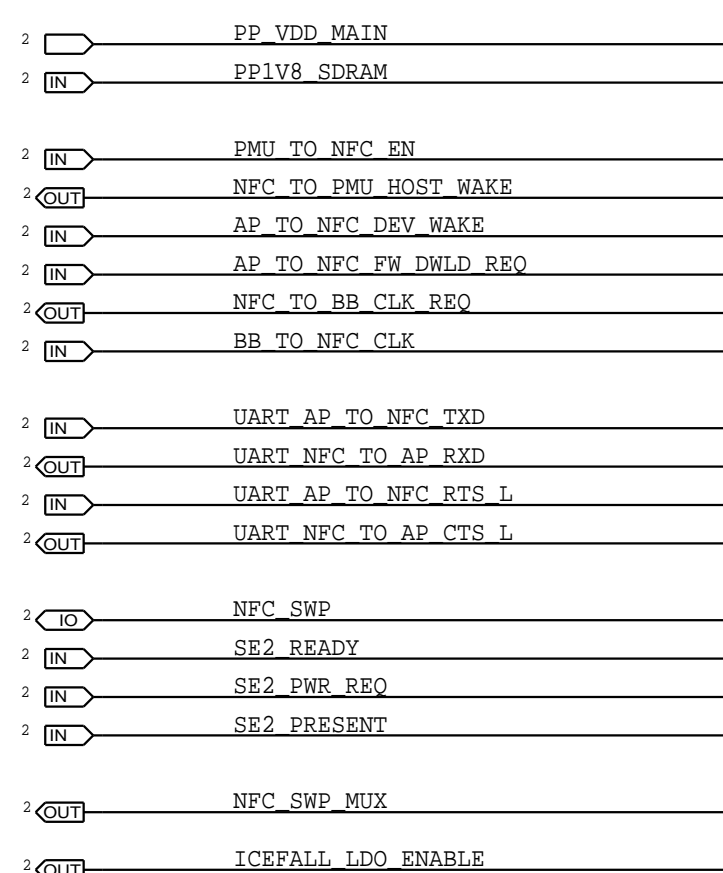 2 PP_VDD_MAIN
2 IN PP1V8_SDRAM
2 IN PMU_TO_NFC_EN
2 OUT NFC_TO_PMU_HOST_WAKE
2 IN AP_TO_NFC_DEV_WAKE
2 IN AP_TO_NFC_FW_DWLD_REQ
2 OUT NFC_TO_BB_CLK_REQ
2 IN BB_TO_NFC_CLK
2 IN UART_AP_TO_NFC_TXD
2 OUT UART_NFC_TO_AP_RXD
2 IN UART_AP_TO_NFC_RTS_L
2 OUT UART_NFC_TO_AP_CTS_L
2 IO NFC_SWP
2 IN SE2_READY
2 IN SE2_PWR_REQ
2 IN SE2_PRESENT
2 OUT NFC_SWP_MUX
2 OUT ICEFALL_LDO_ENABLE